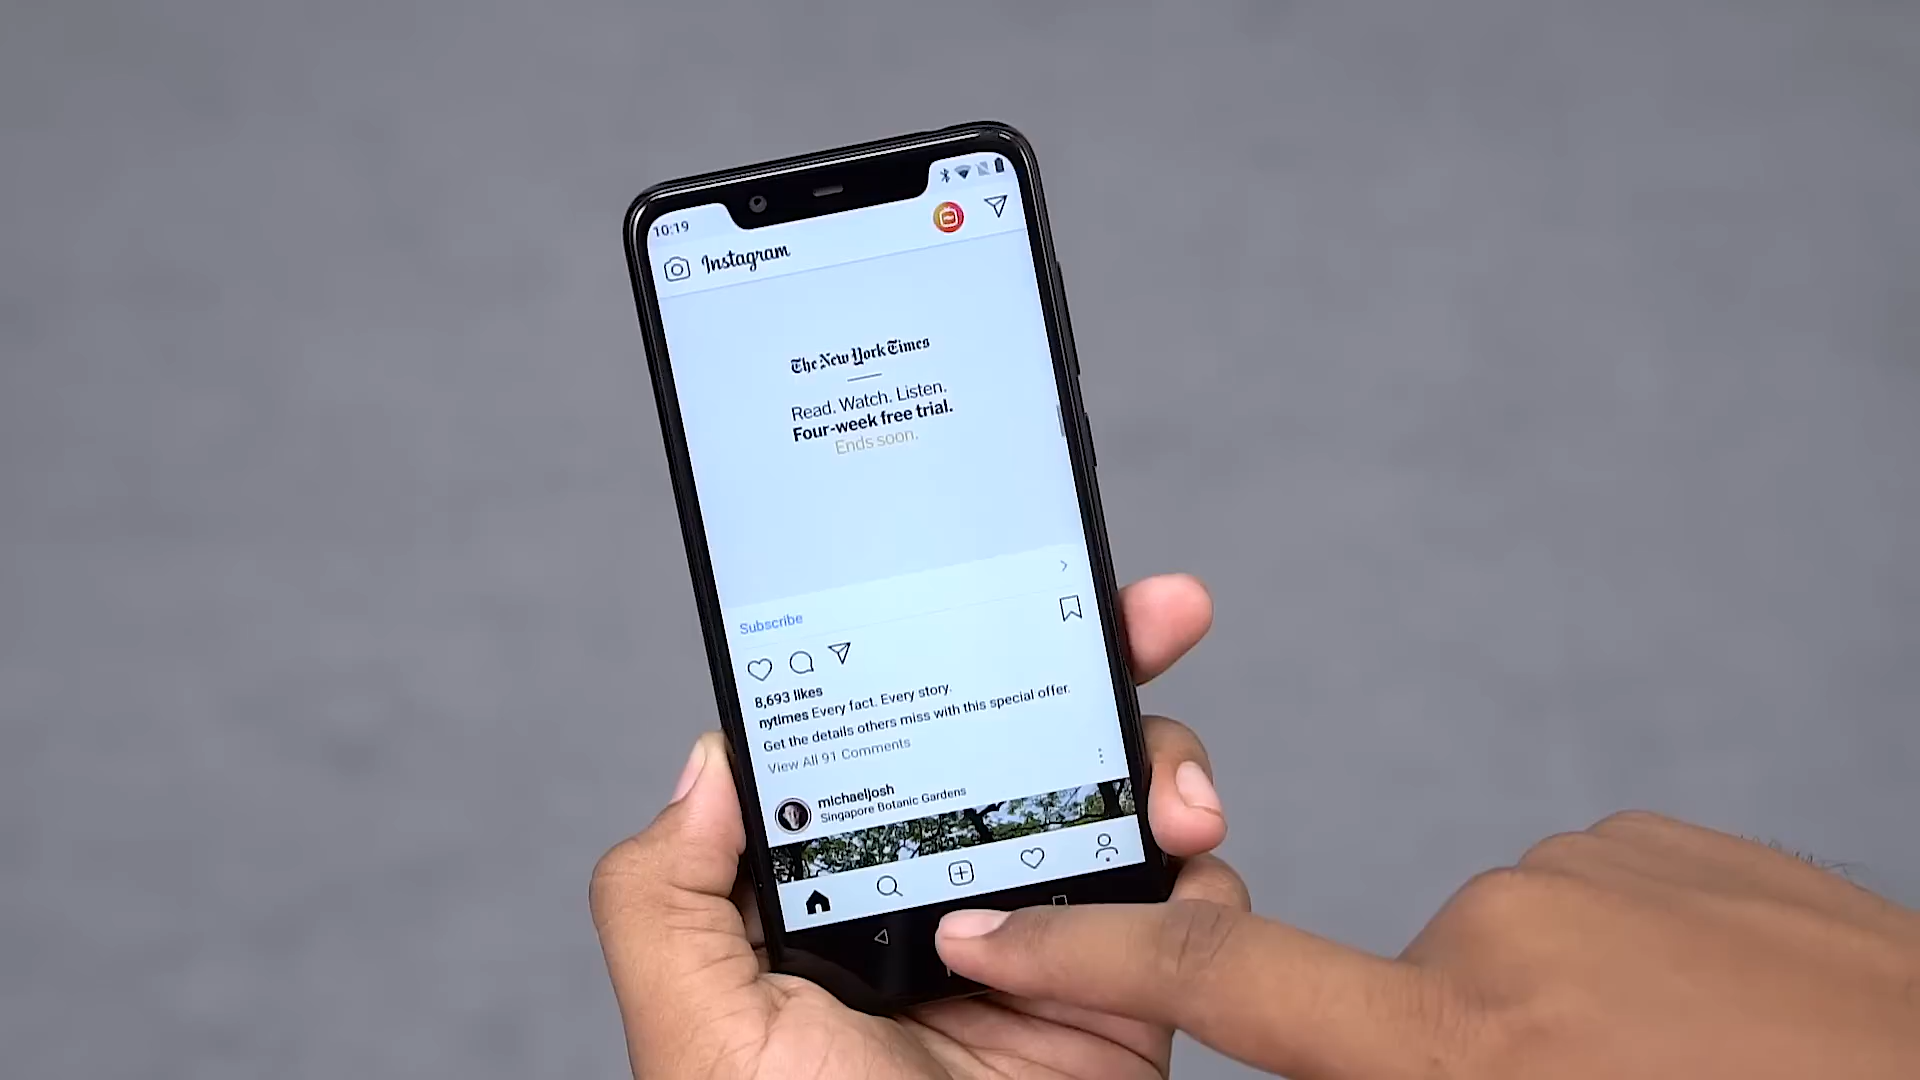 10:19
Instagram
The New York Times
Read. Watch. Listen.
Four-week free trial.
Ends soon.
Subscribe
8,693 likes
nytimes Every fact. Every story.
Get the details others miss with this special offer.
View All 91 Comments
michaeljosh
Singapore Botanic Gardens